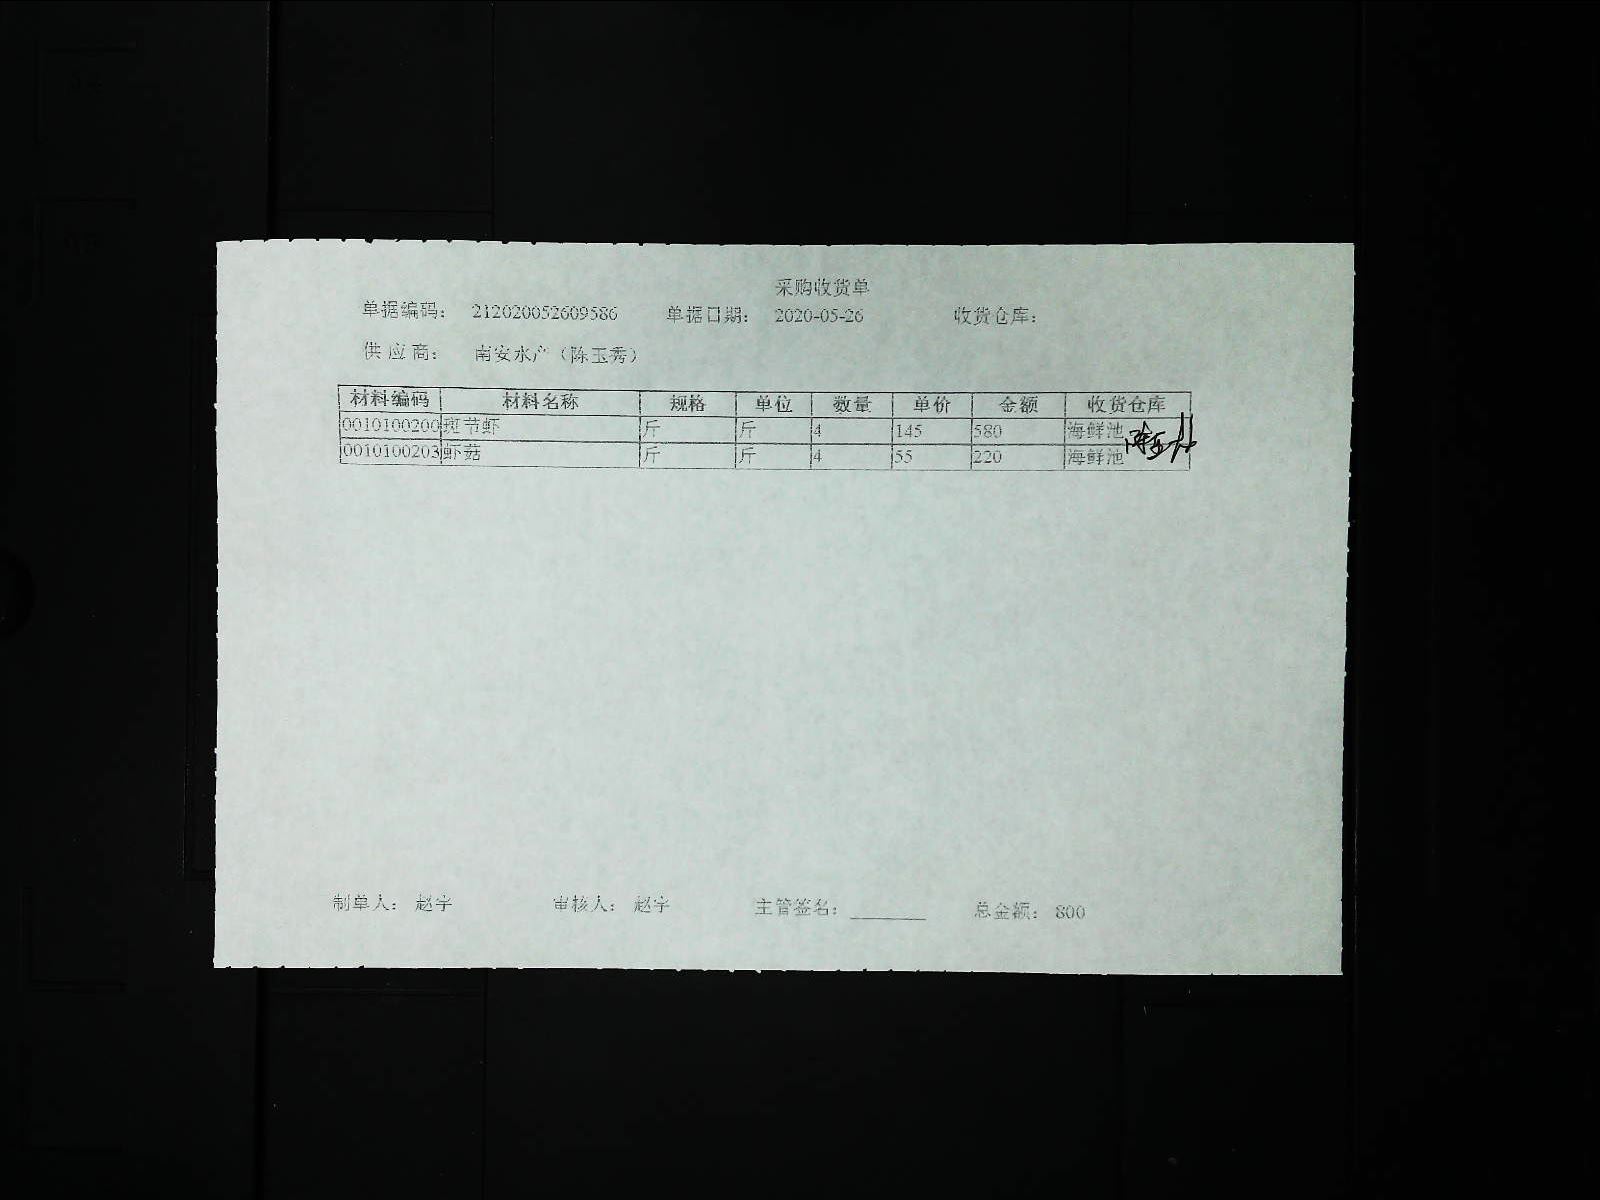 采购收货单
单据编码： 212020052609586 单据日期： 2020-05-26 收货仓库：
供 应 商： 南安水产（陈玉秀）
材料编码 材料名称 规格 单位 数量 单价 金额 收货仓库
0010100200 斑节虾 斤 斤 4 145 580 海鲜池
0010100203 虾菇 斤 斤 4 55 220 海鲜池
制单人： 赵宇 审核人： 赵宇 主管签名： 总金额： 800